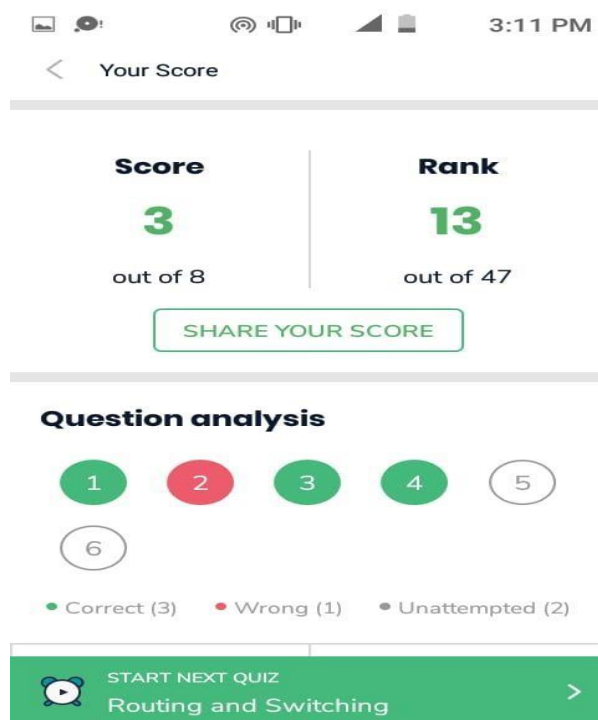 3:11 PM
Your Score
Score
Rank
3
13
out of 8
out of 47
SHARE YOUR SCORE
Question analysis
1 2 3 4 5
6
Correct (3) Wrong (1) Unattempted (2)
START NEXT QUIZ
Routing and Switching